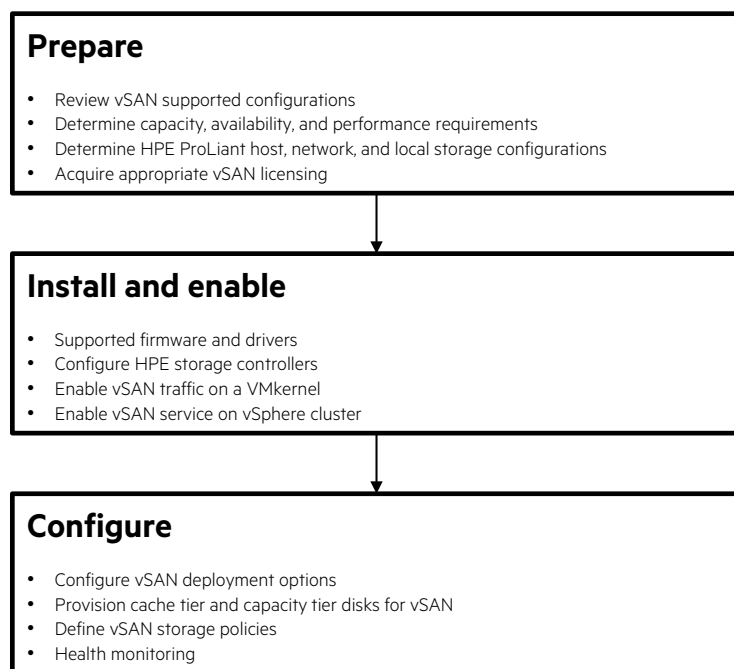 Prepare
• Review vSAN supported configurations
• Determine capacity, availability, and performance requirements
• Determine HPE ProLiant host, network, and local storage configurations
• Acquire appropriate vSAN licensing
Install and enable
• Supported firmware and drivers
• Configure HPE storage controllers
• Enable vSAN traffic on a VMkernel
• Enable vSAN service on vSphere cluster
Configure
• Configure vSAN deployment options
• Provision cache tier and capacity tier disks for vSAN
• Define vSAN storage policies
• Health monitoring